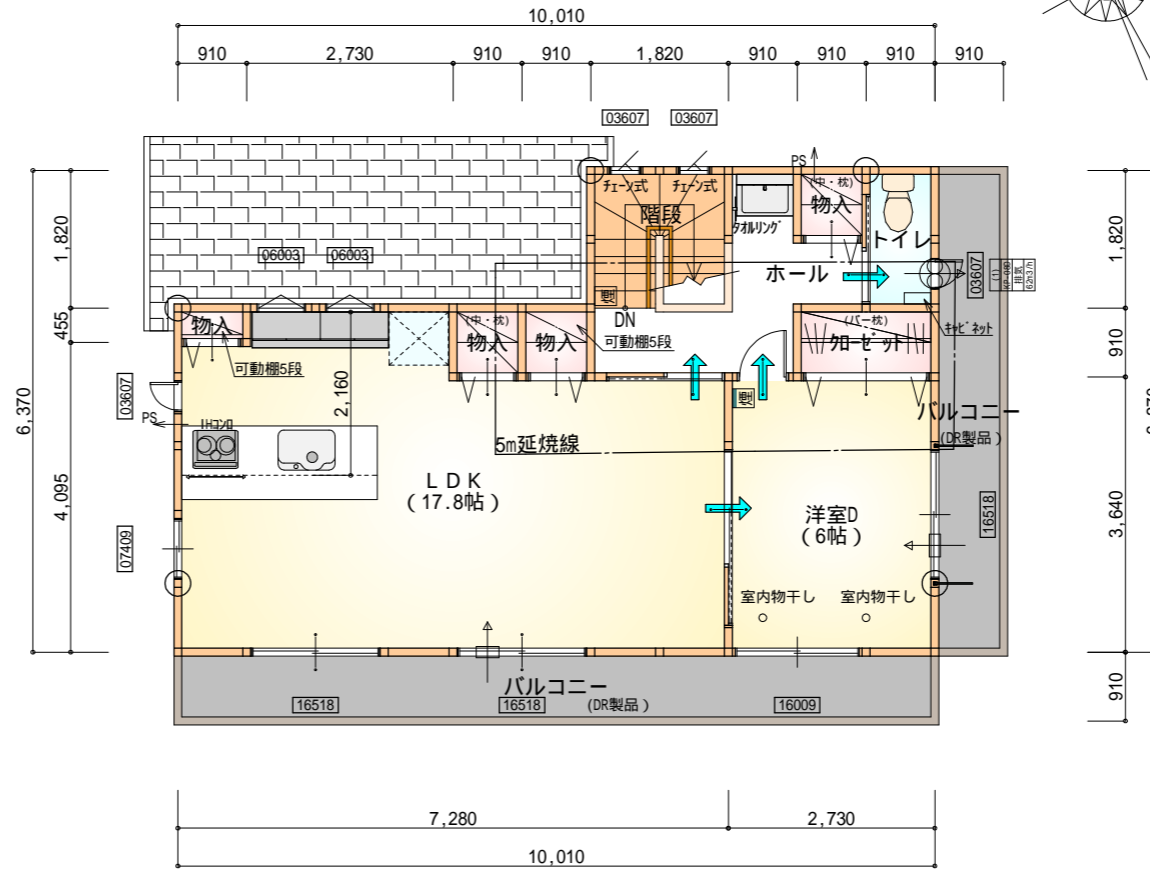 10,010
910
2,730
910
910
1,820
910
910
910
910
03607
03607
PS
チェーン式
チェーン式
(中・枕)
階段
物入
タオルリング
トイレ
1,820
1,820
06003
06003
ホール
03607
(1)
排気
煙
キャビネット
455
物入
(中・枕)
物入
物入
DN
可動棚5段
(バー枕)
クローゼット
910
可動棚5段
03607
2,160
煙
6,370
PS
IHコンロ
バルコニー
(DR製品)
5m延焼線
4,095
LDK
(17.8帖)
洋室D
(6帖)
16518
3,640
07409
室内物干し
室内物干し
バルコニー
(DR製品)
16518
16518
16009
910
7,280
2,730
10,010